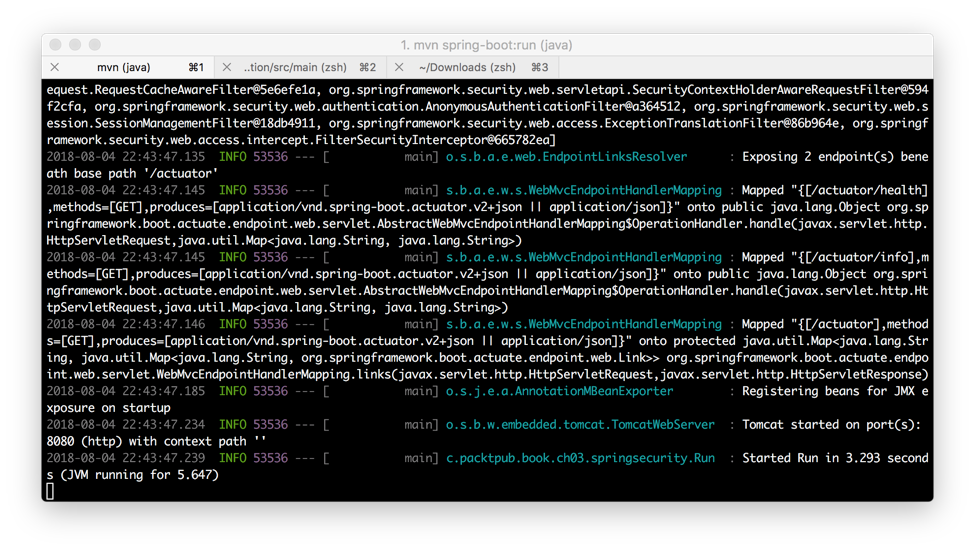 1. mvn spring-boot:run (java)
mvn (java) ⌘1 ..tion/src/main (zsh) ⌘2 ~/Downloads (zsh) ⌘3
equest.RequestCacheAwareFilter@5e6efe1a, org.springframework.security.web.servletapi.SecurityContextHolderAwareRequestFilter@594
f2cfa, org.springframework.security.web.authentication.AnonymousAuthenticationFilter@a364512, org.springframework.security.web.s
ession.SessionManagementFilter@18db4911, org.springframework.security.web.access.ExceptionTranslationFilter@86b964e, org.springf
ramework.security.web.access.intercept.FilterSecurityInterceptor@665782ea]
2018-08-04 22:43:47.135 INFO 53536 --- [ main] o.s.b.a.e.web.EndpointLinksResolver : Exposing 2 endpoint(s) bene
ath base path '/actuator'
2018-08-04 22:43:47.145 INFO 53536 --- [ main] s.b.a.e.w.s.WebMvcEndpointHandlerMapping : Mapped "{[/actuator/health]
,methods=[GET],produces=[application/vnd.spring-boot.actuator.v2+json || application/json]}" onto public java.lang.Object org.sp
ringframework.boot.actuate.endpoint.web.servlet.AbstractWebMvcEndpointHandlerMapping$OperationHandler.handle(javax.servlet.http.
HttpServletRequest,java.util.Map<java.lang.String, java.lang.String>)
2018-08-04 22:43:47.145 INFO 53536 --- [ main] s.b.a.e.w.s.WebMvcEndpointHandlerMapping : Mapped "{[/actuator/info],m
ethods=[GET],produces=[application/vnd.spring-boot.actuator.v2+json || application/json]}" onto public java.lang.Object org.spri
ngframework.boot.actuate.endpoint.web.servlet.AbstractWebMvcEndpointHandlerMapping$OperationHandler.handle(javax.servlet.http.Ht
tpServletRequest,java.util.Map<java.lang.String, java.lang.String>)
2018-08-04 22:43:47.146 INFO 53536 --- [ main] s.b.a.e.w.s.WebMvcEndpointHandlerMapping : Mapped "{[/actuator],method
s=[GET],produces=[application/vnd.spring-boot.actuator.v2+json || application/json]}" onto protected java.util.Map<java.lang.Str
ing, java.util.Map<java.lang.String, org.springframework.boot.actuate.endpoint.web.Link>> org.springframework.boot.actuate.endpo
int.web.servlet.WebMvcEndpointHandlerMapping.links(javax.servlet.http.HttpServletRequest,javax.servlet.http.HttpServletResponse)
2018-08-04 22:43:47.185 INFO 53536 --- [ main] o.s.j.e.a.AnnotationMBeanExporter : Registering beans for JMX e
xposure on startup
2018-08-04 22:43:47.234 INFO 53536 --- [ main] o.s.b.w.embedded.tomcat.TomcatWebServer : Tomcat started on port(s):
8080 (http) with context path ''
2018-08-04 22:43:47.239 INFO 53536 --- [ main] c.packtpub.book.ch03.springsecurity.Run : Started Run in 3.293 second
s (JVM running for 5.647)